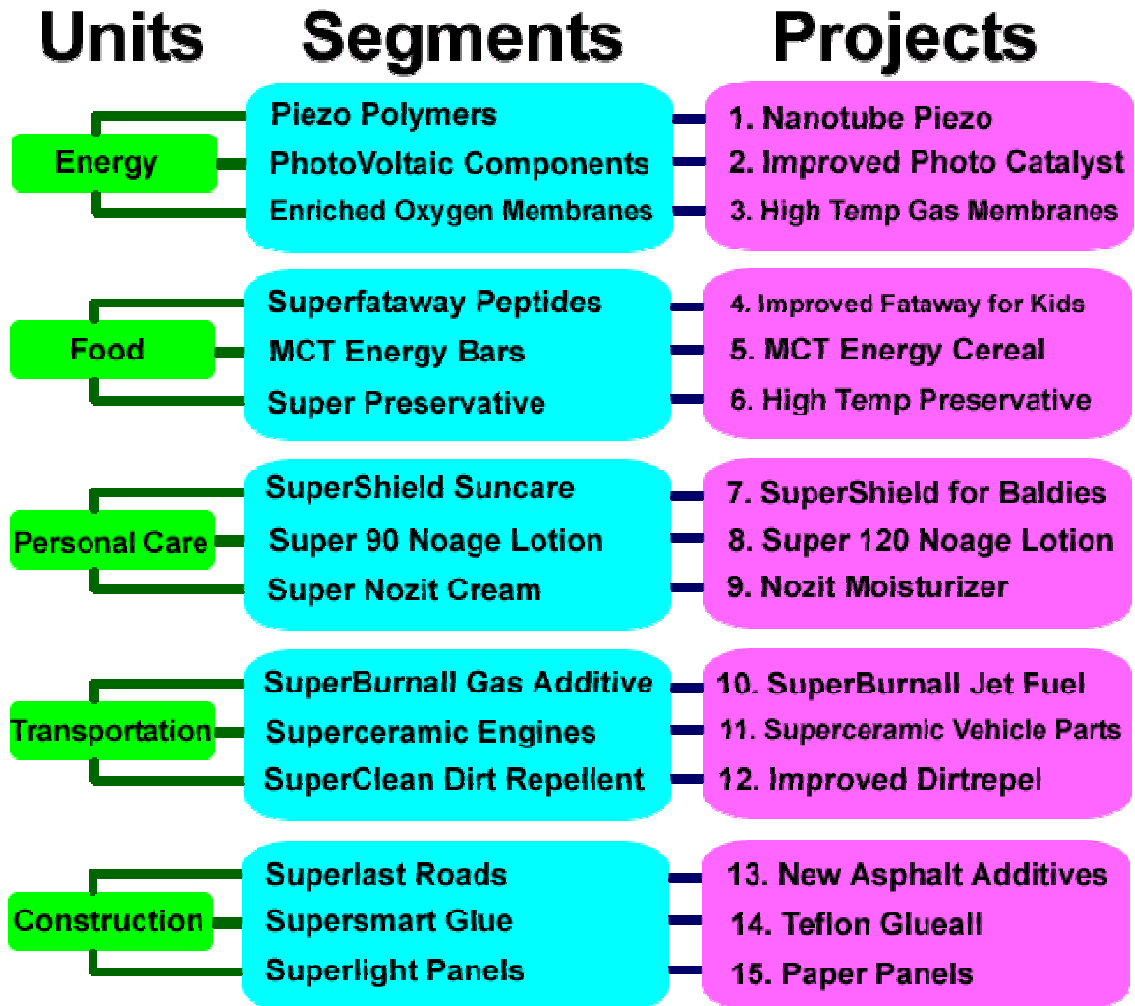 Units Segments Projects
Piezo Polymers 1. Nanotube Piezo
Energy PhotoVoltaic Components 2. Improved Photo Catalyst
Enriched Oxygen Membranes 3. High Temp Gas Membranes
Superfataway Peptides 4. Improved Fataway for Kids
Food MCT Energy Bars 5. MCT Energy Cereal
Super Preservative 6. High Temp Preservative
SuperShield Suncare 7. SuperShield for Baldies
Personal Care Super 90 Noage Lotion 8. Super 120 Noage Lotion
Super Nozit Cream 9. Nozit Moisturizer
SuperBurnall Gas Additive 10. SuperBurnall Jet Fuel
Transportation Superceramic Engines 11. Superceramic Vehicle Parts
SuperClean Dirt Repellent 12. Improved Dirtrepel
Superlast Roads 13. New Asphalt Additives
Construction Supersmart Glue 14. Teflon Glueall
Superlight Panels 15. Paper Panels